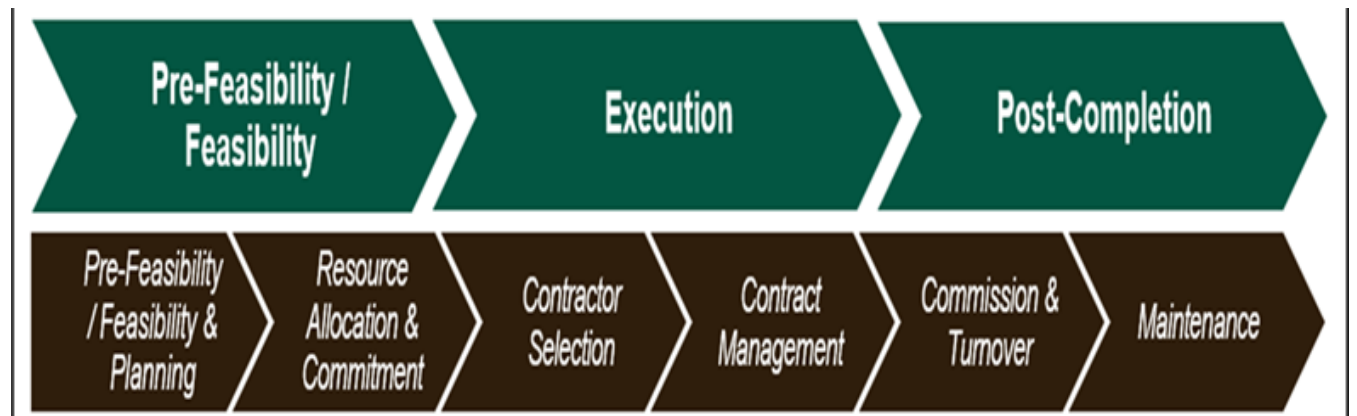 Pre-Feasibility /
Feasibility
Execution
Post-Completion
Pre-Feasibility
/ Feasibility &
Planning
Resource
Allocation &
Commitment
Contractor
Selection
Contract
Management
Commission &
Turnover
Maintenance